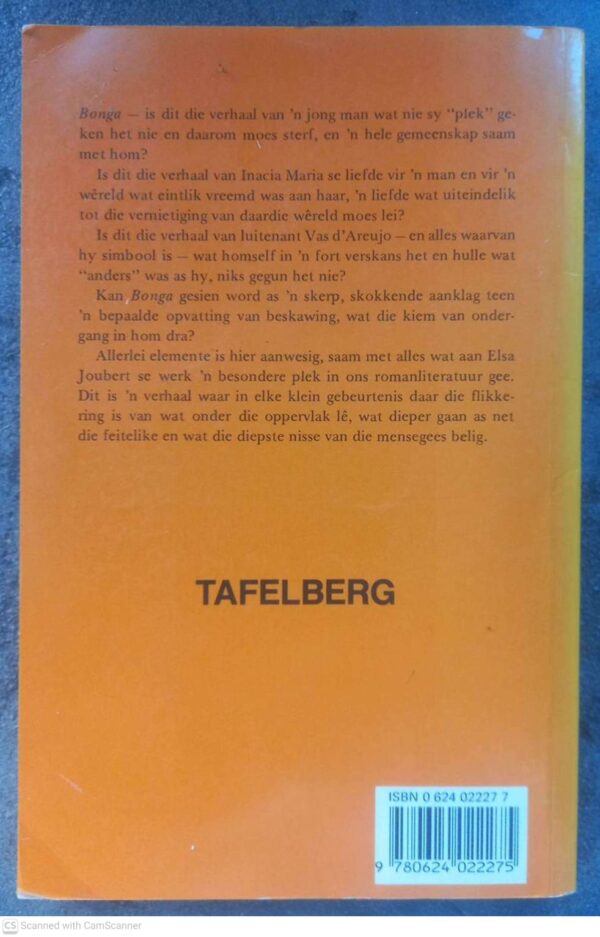 Bonga — is dit die verhaal van 'n jong man wat nie sy "plek" ge-
ken het nie en daarom moes sterf, en 'n hele gemeenskap saam
met hom?
Is dit die verhaal van Inacia Maria se liefde vir 'n man en vir 'n
wêreld wat eintlik vreemd was aan haar, 'n liefde wat uiteindelik
tot die vernietiging van daardie wêreld moes lei?
Is dit die verhaal van luitenant Vas d'Areujo — en alles waarvan
hy simbool is — wat homself in 'n fort verskans het en hulle wat
"anders" was as hy, niks gegun het nie?
Kan Bonga gesien word as 'n skerp, skokkende aanklag teen
'n bepaalde opvatting van beskawing, wat die kiem van onder-
gang in hom dra?
Allerlei elemente is hier aanwesig, saam met alles wat aan Elsa
Joubert se werk 'n besondere plek in ons romanliteratuur gee.
Dit is 'n verhaal waar in elke klein gebeurtenis daar die flikke-
ring is van wat onder die oppervlak lê, wat dieper gaan as net
die feitelike en wat die diepste nisse van die mensegees belig.
TAFELBERG
ISBN 0 624 02227 7
9 780624 022275
CS Scanned with CamScanner